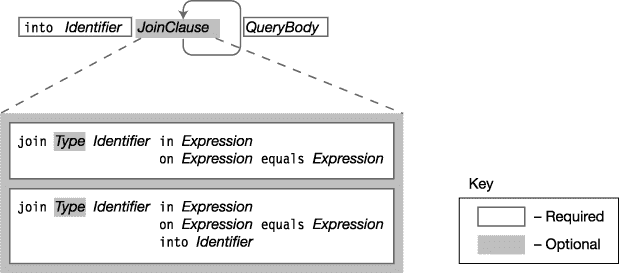 into Identifier JoinClause QueryBody
join Type Identifier in Expression
on Expression equals Expression
join Type Identifier in Expression
on Expression equals Expression
into Identifier
Key
– Required
– Optional